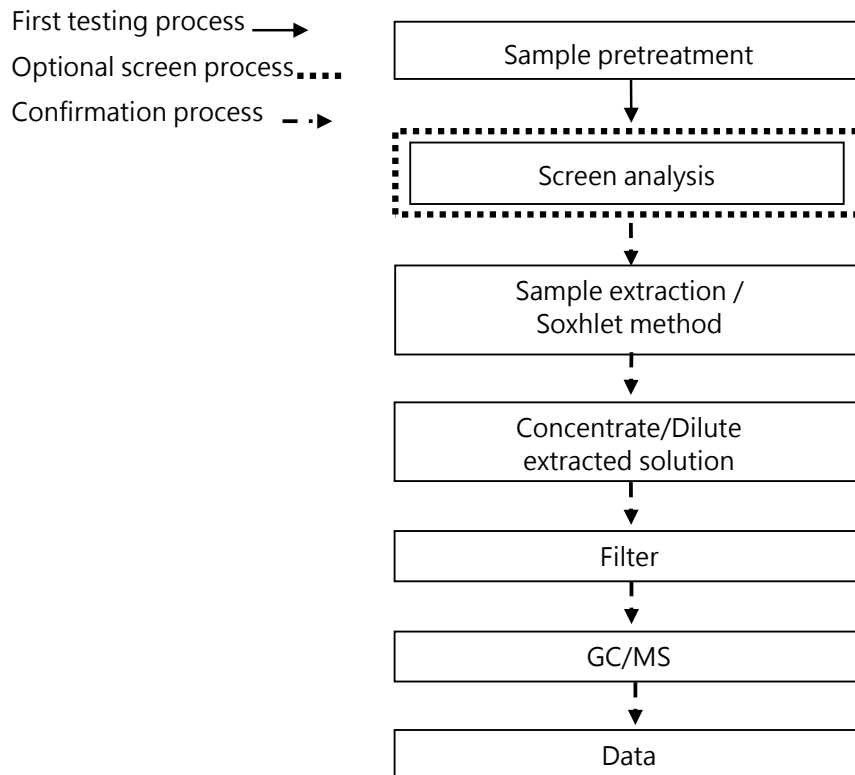 First testing process
Optional screen process
Confirmation process
Sample pretreatment
Screen analysis
Sample extraction /
Soxhlet method
Concentrate/Dilute
extracted solution
Filter
GC/MS
Data